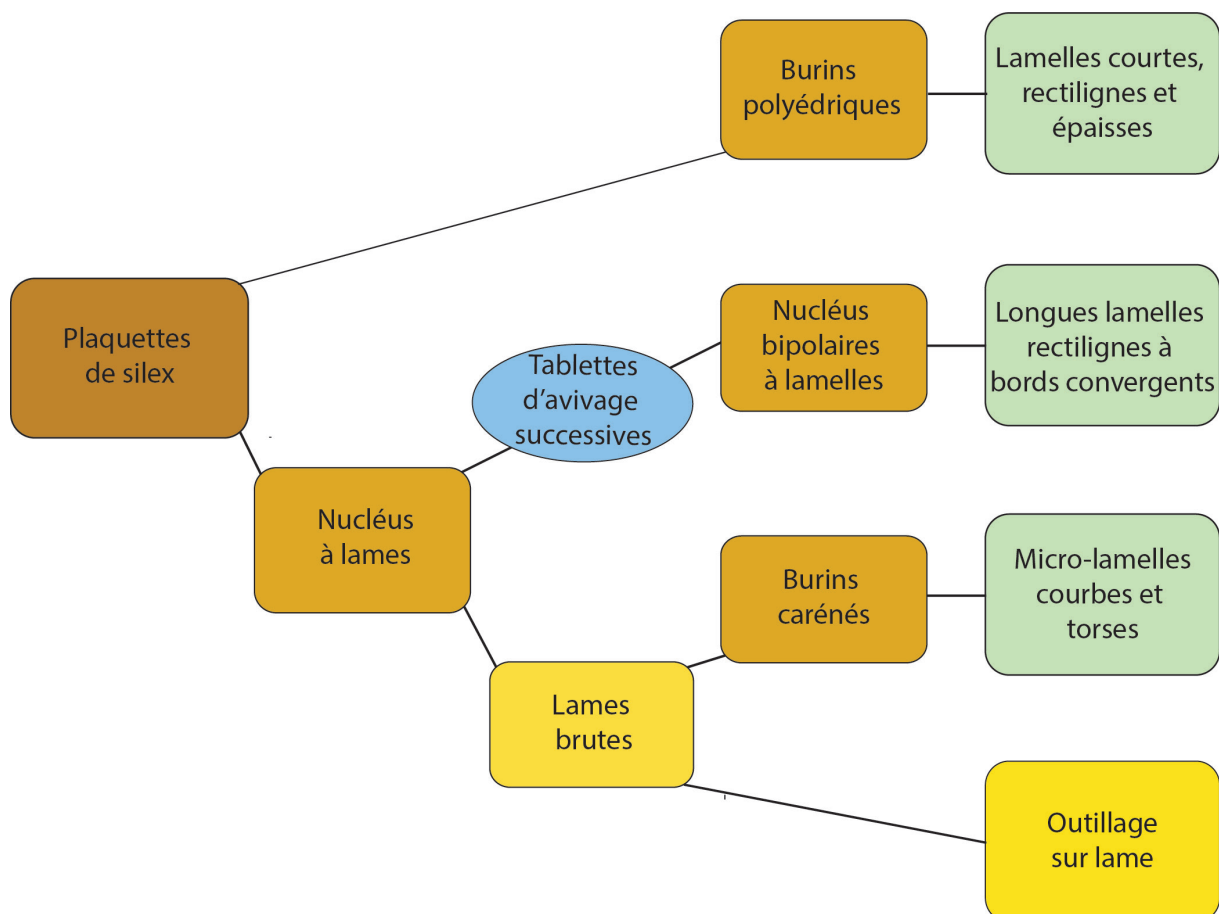 Burins
polyédriques
Lamelles courtes,
rectilignes et
épaisses
Plaquettes
de silex
Tablettes
d'avivage
successives
Nucléus
bipolaires
à lamelles
Longues lamelles
rectilignes à
bords convergents
Nucléus
à lames
Burins
carénés
Micro-lamelles
courbes et
torses
Lames
brutes
Outillage
sur lame